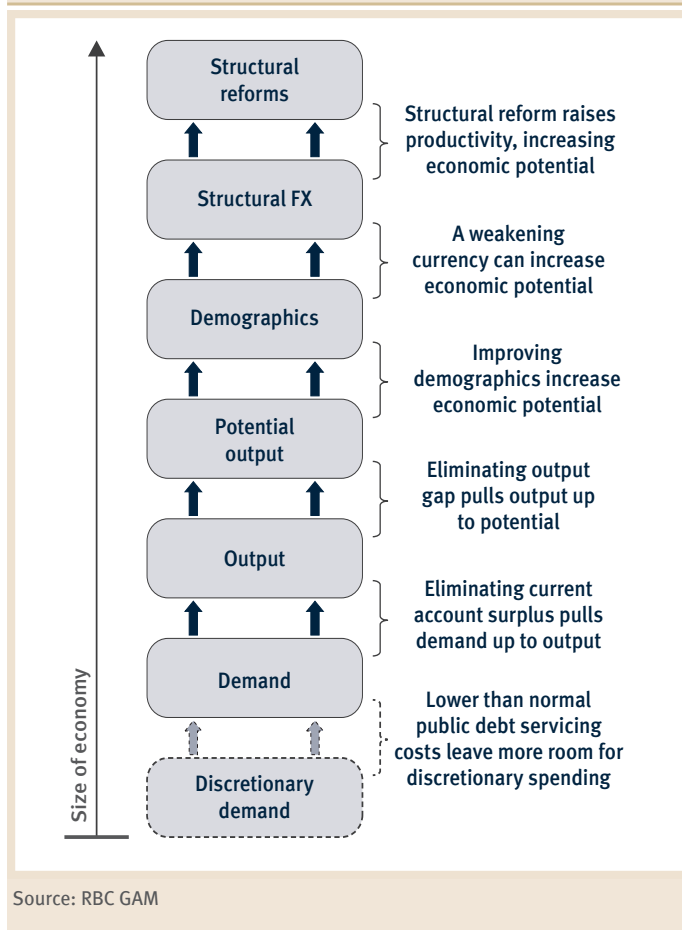 Structural
reforms
Structural reform raises
productivity, increasing
economic potential
Structural FX
A weakening
currency can increase
economic potential
Demographics
Improving
demographics increase
economic potential
Potential
output
Eliminating output
gap pulls output up
to potential
Output
Eliminating current
account surplus pulls
demand up to output
Demand
Lower than normal
public debt servicing
costs leave more room for
discretionary spending
Discretionary
demand
Size of economy
Source: RBC GAM